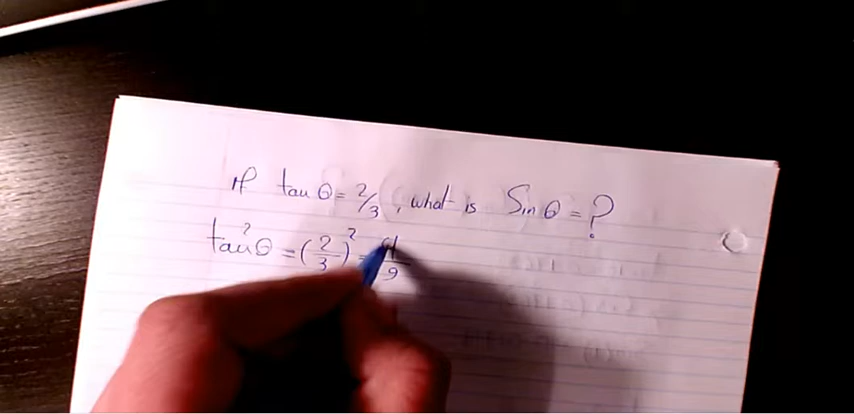 If tan θ = 2/3, what is Sin θ = ?
tan²θ = (2/3)² = 4/9